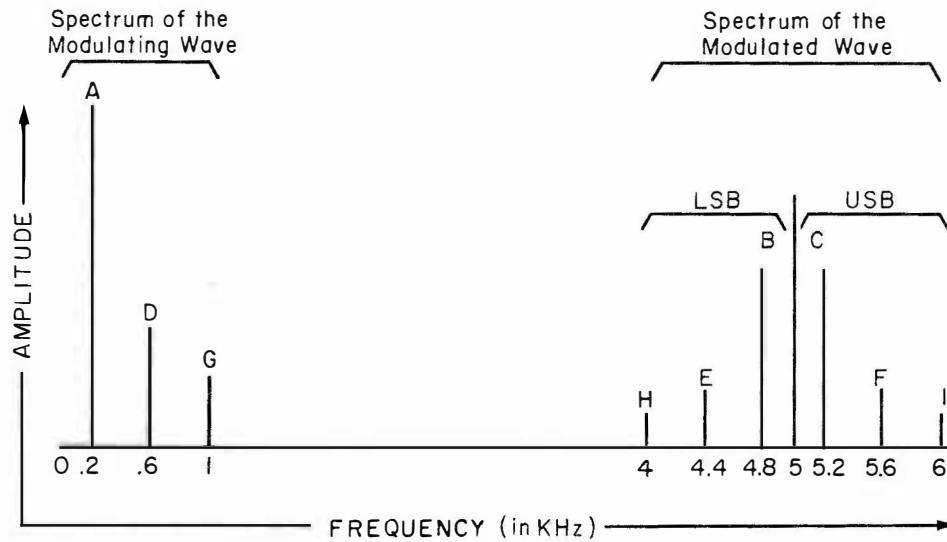 Spectrum of the
Modulating Wave
Spectrum of the
Modulated Wave
A
LSB
USB
B
C
D
G
E
F
H
I
AMPLITUDE
0 .2 .6 1 4 4.4 4.8 5 5.2 5.6 6
FREQUENCY (in KHz)